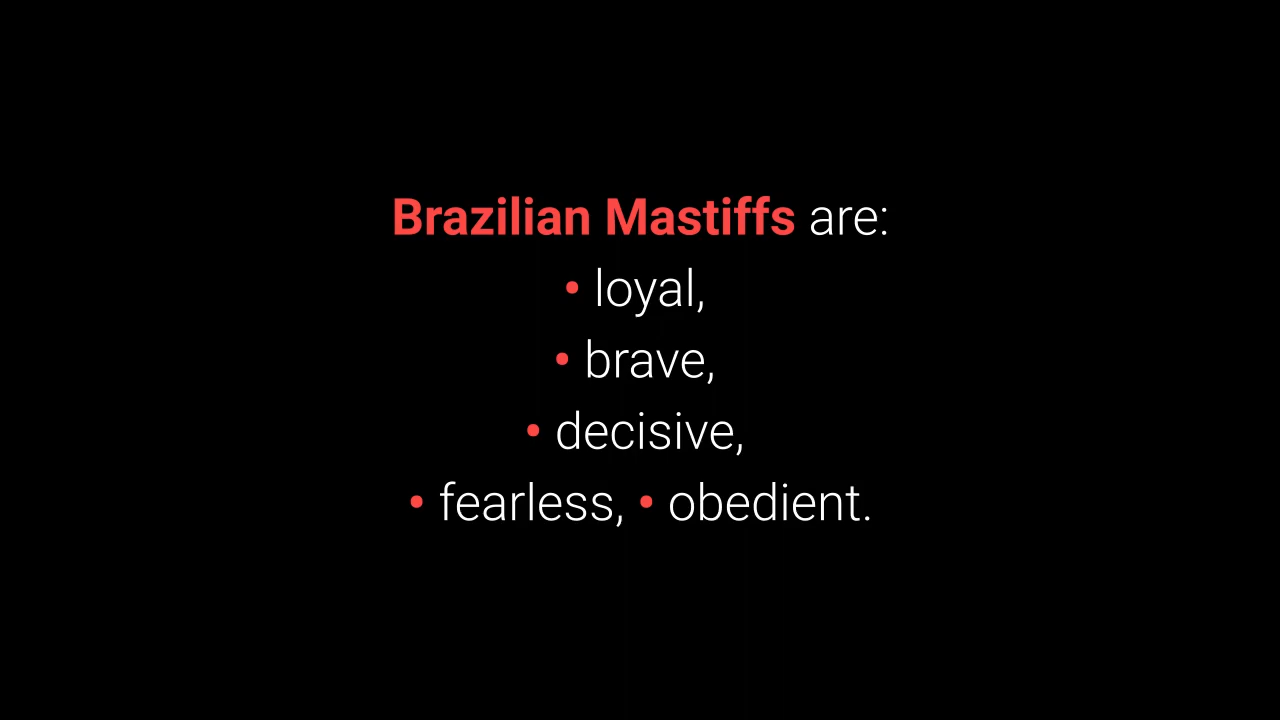 Brazilian Mastiffs are:
• loyal,
• brave,
• decisive,
• fearless, • obedient.